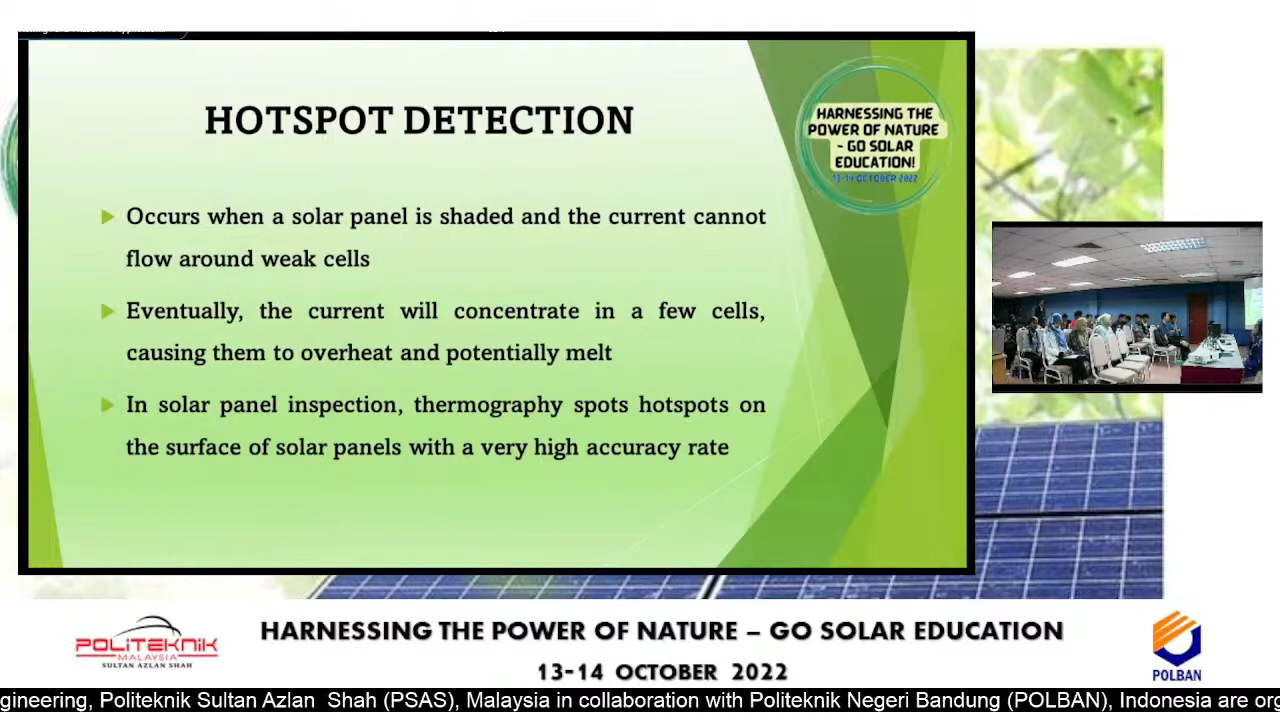 HOTSPOT DETECTION
HARNESSING THE
POWER OF NATURE
- GO SOLAR
EDUCATION!
13-14 OCTOBER 2022
Occurs when a solar panel is shaded and the current cannot
flow around weak cells
Eventually, the current will concentrate in a few cells,
causing them to overheat and potentially melt
In solar panel inspection, thermography spots hotspots on
the surface of solar panels with a very high accuracy rate
POLITEKNIK
MALAYSIA
SULTAN AZLAN SHAH
HARNESSING THE POWER OF NATURE – GO SOLAR EDUCATION
13-14 OCTOBER 2022
POLBAN
gineering, Politeknik Sultan Azlan Shah (PSAS), Malaysia in collaboration with Politeknik Negeri Bandung (POLBAN), Indonesia are org